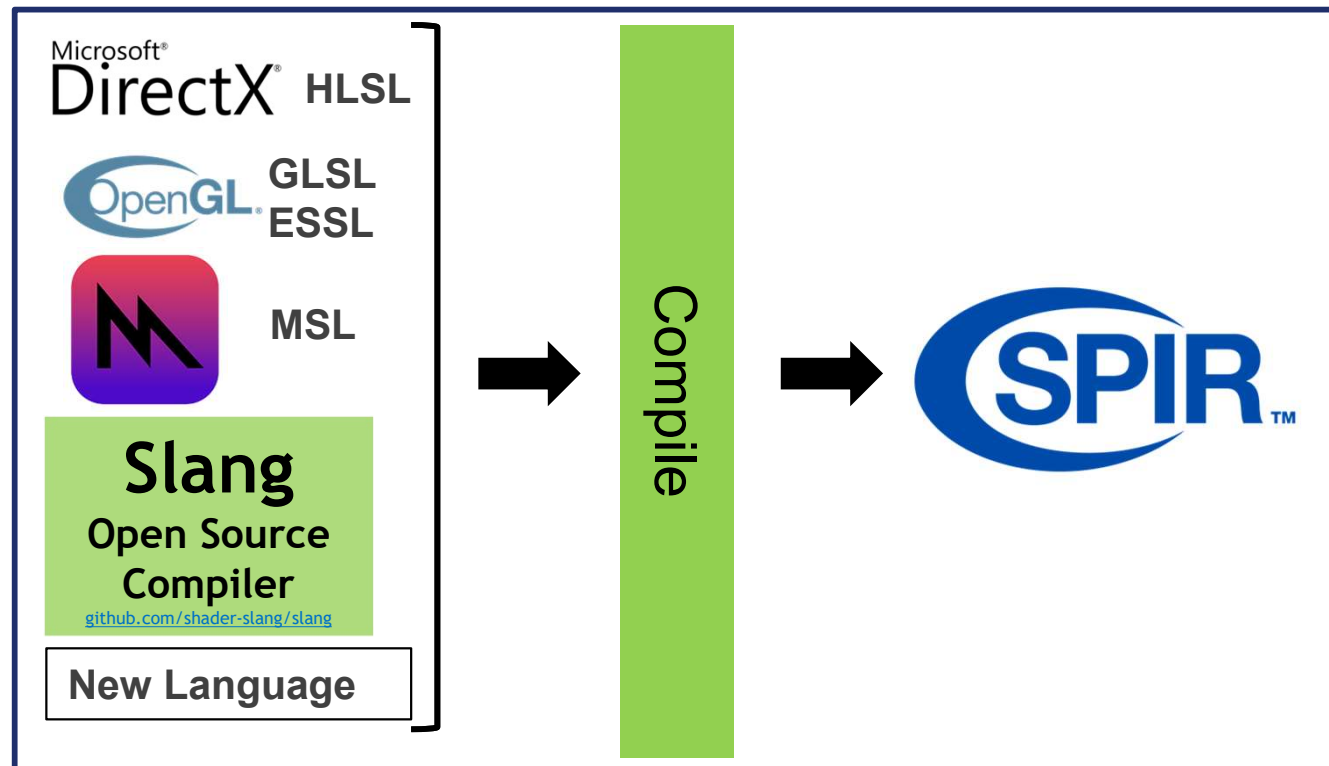 Microsoft®
DirectX® HLSL
OpenGL® GLSL
ESSL
MSL
Slang
Open Source
Compiler
github.com/shader-slang/slang
New Language
Compile
SPIR™